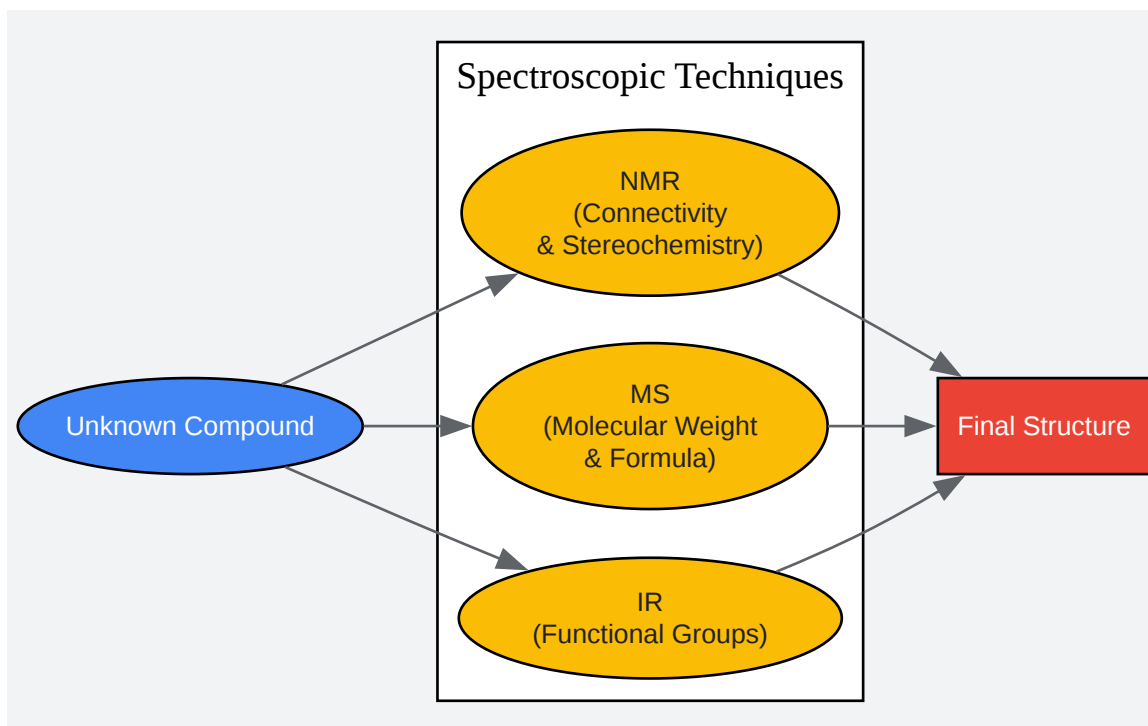 Spectroscopic Techniques
NMR
(Connectivity
& Stereochemistry)
Unknown Compound
MS
(Molecular Weight
& Formula)
Final Structure
IR
(Functional Groups)